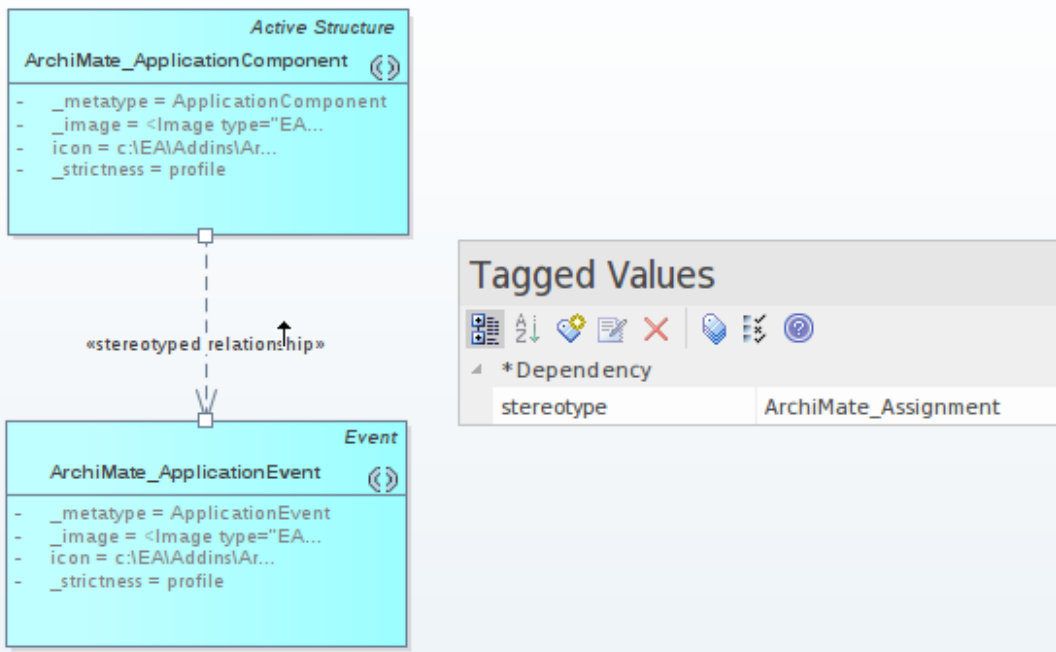 Active Structure
ArchiMate_ApplicationComponent
- _metatype = ApplicationComponent
- _image = <Image type="EA...
- icon = c:\EA\Addins\Ar...
- _strictness = profile
«stereotyped relationship»
Event
ArchiMate_ApplicationEvent
- _metatype = ApplicationEvent
- _image = <Image type="EA...
- icon = c:\EA\Addins\Ar...
- _strictness = profile
Tagged Values
*Dependency
stereotype ArchiMate_Assignment